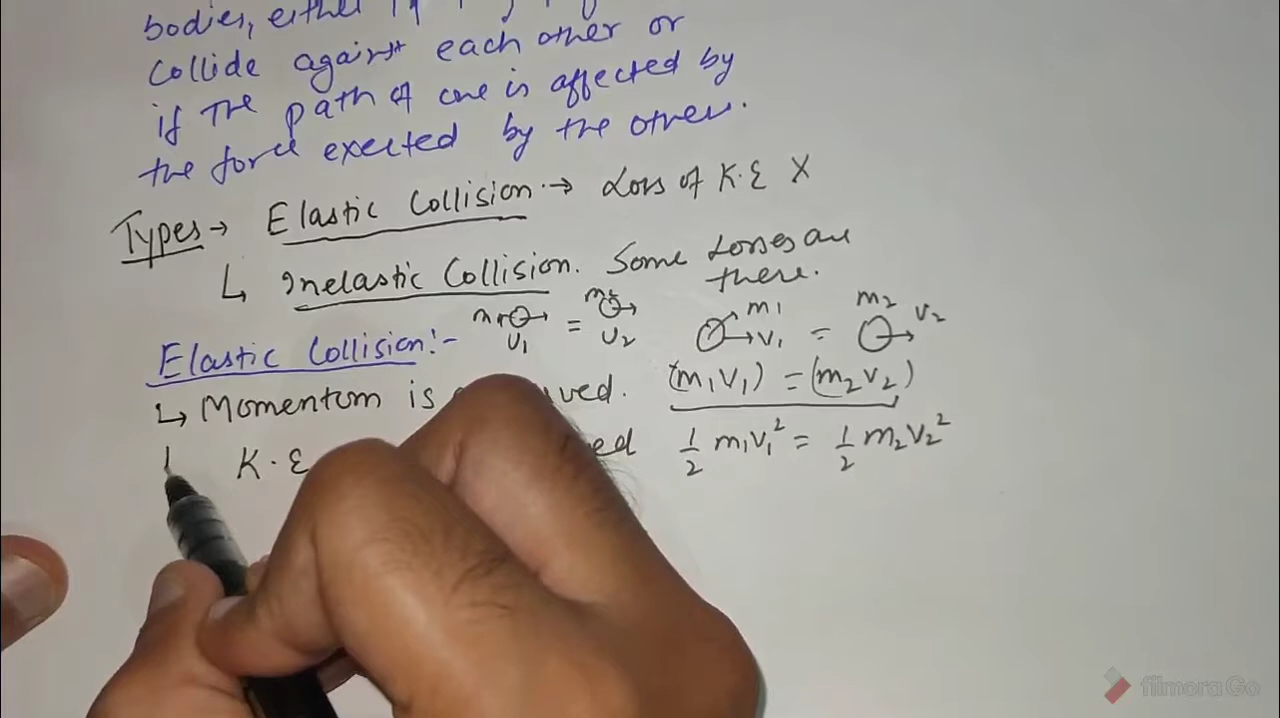 bodies, either
collide against each other or
if The path of one is affected by
the force exected by the other.
Types → Elastic Collision. → Loss of K.E X
↳ Inelastic Collision. Some Losses are
there.
Elastic Collision:- m1 V1 = m2 V2 m1 V1 = m2 V2
↳ Momentum is ved. (m1V1) = (m2V2)
K.E ed 1/2 m1V1² = 1/2 m2V2²
filmora Go